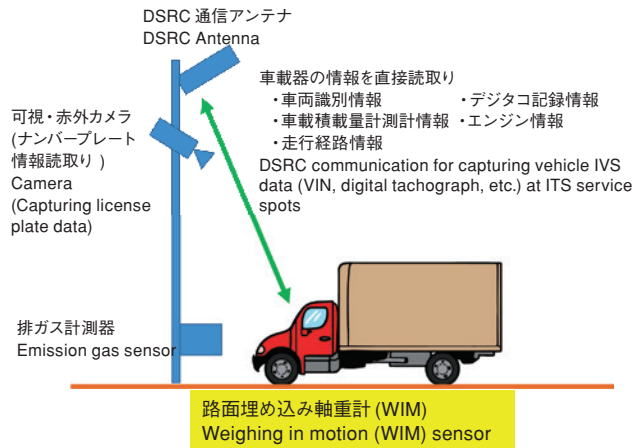 DSRC 通信アンテナ
DSRC Antenna
可視・赤外カメラ
(ナンバープレート
情報読取り )
Camera
(Capturing license
plate data)
車載器の情報を直接読取り
・車両識別情報 ・デジタコ記録情報
・車載積載量計測計情報 ・エンジン情報
・走行経路情報
DSRC communication for capturing vehicle IVS
data (VIN, digital tachograph, etc.) at ITS service
spots
排ガス計測器
Emission gas sensor
路面埋め込み軸重計 (WIM)
Weighing in motion (WIM) sensor